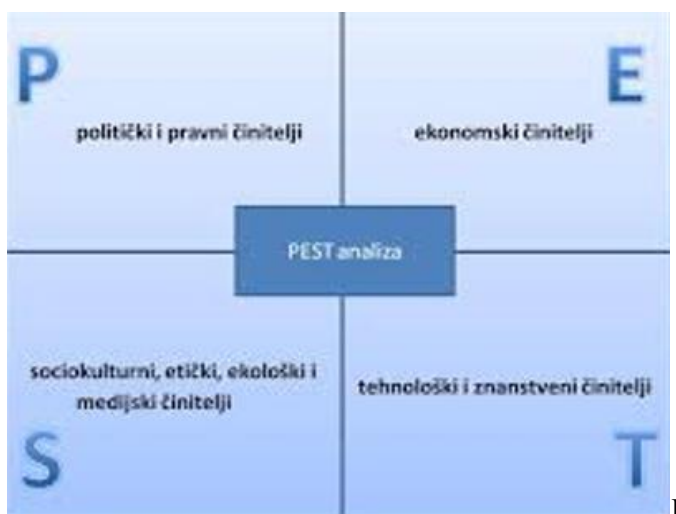 P
politički i pravni činitelji
E
ekonomski činitelji
PEST analiza
sociokulturni, etički, ekološki i
medijski činitelji
S
tehnološki i znanstveni činitelji
T